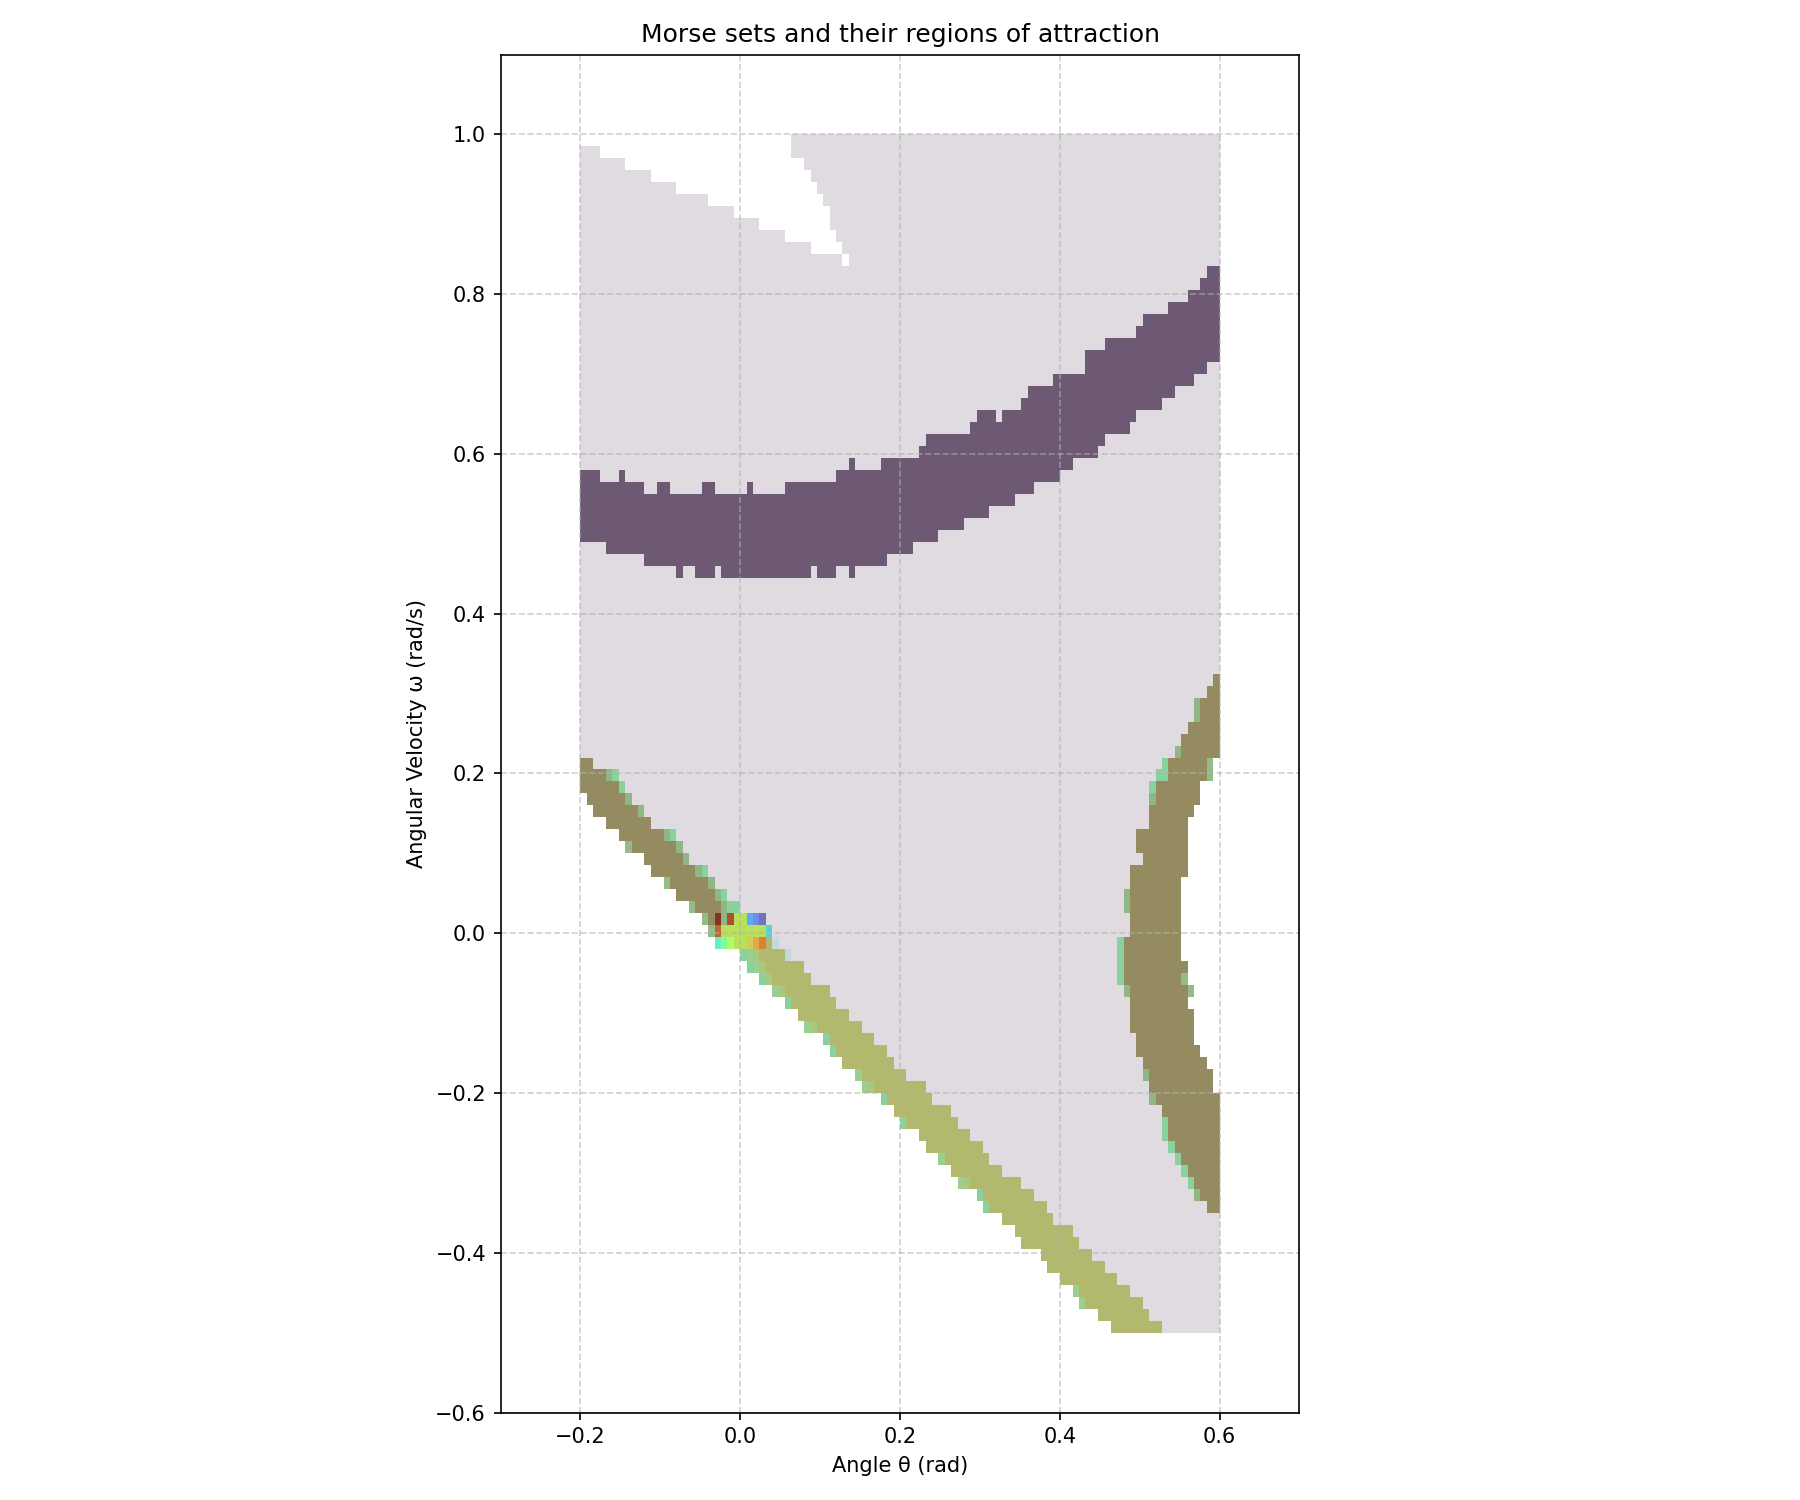 Morse sets and their regions of attraction
1.0
0.8
0.6
0.4
0.2
0.0
−0.2
−0.4
−0.6
Angular Velocity ω (rad/s)
−0.2 0.0 0.2 0.4 0.6
Angle θ (rad)